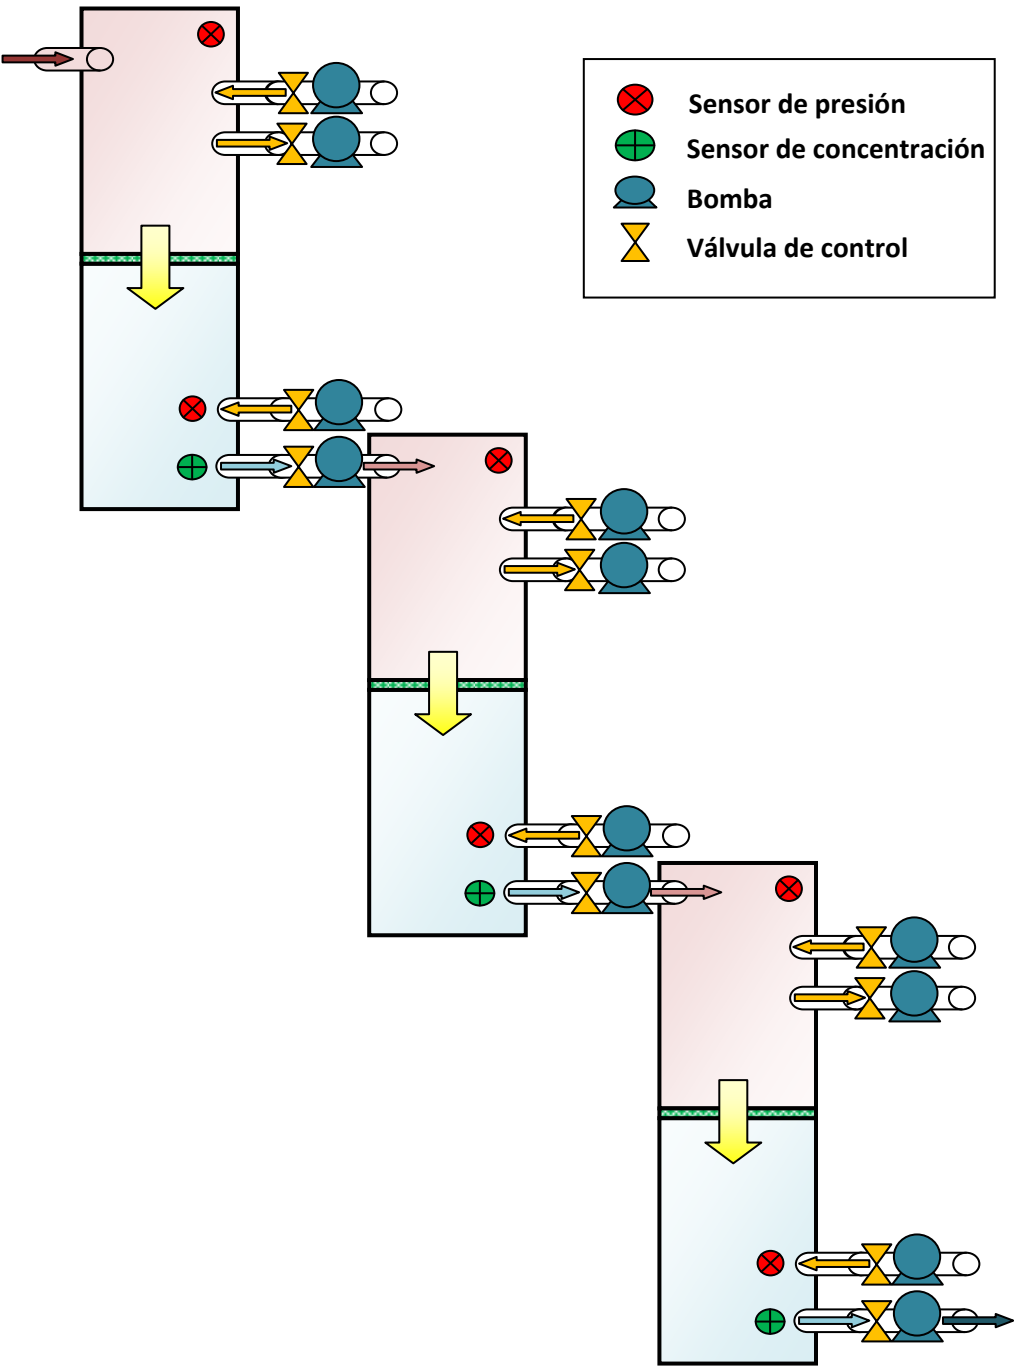 Sensor de presión
Sensor de concentración
Bomba
Válvula de control